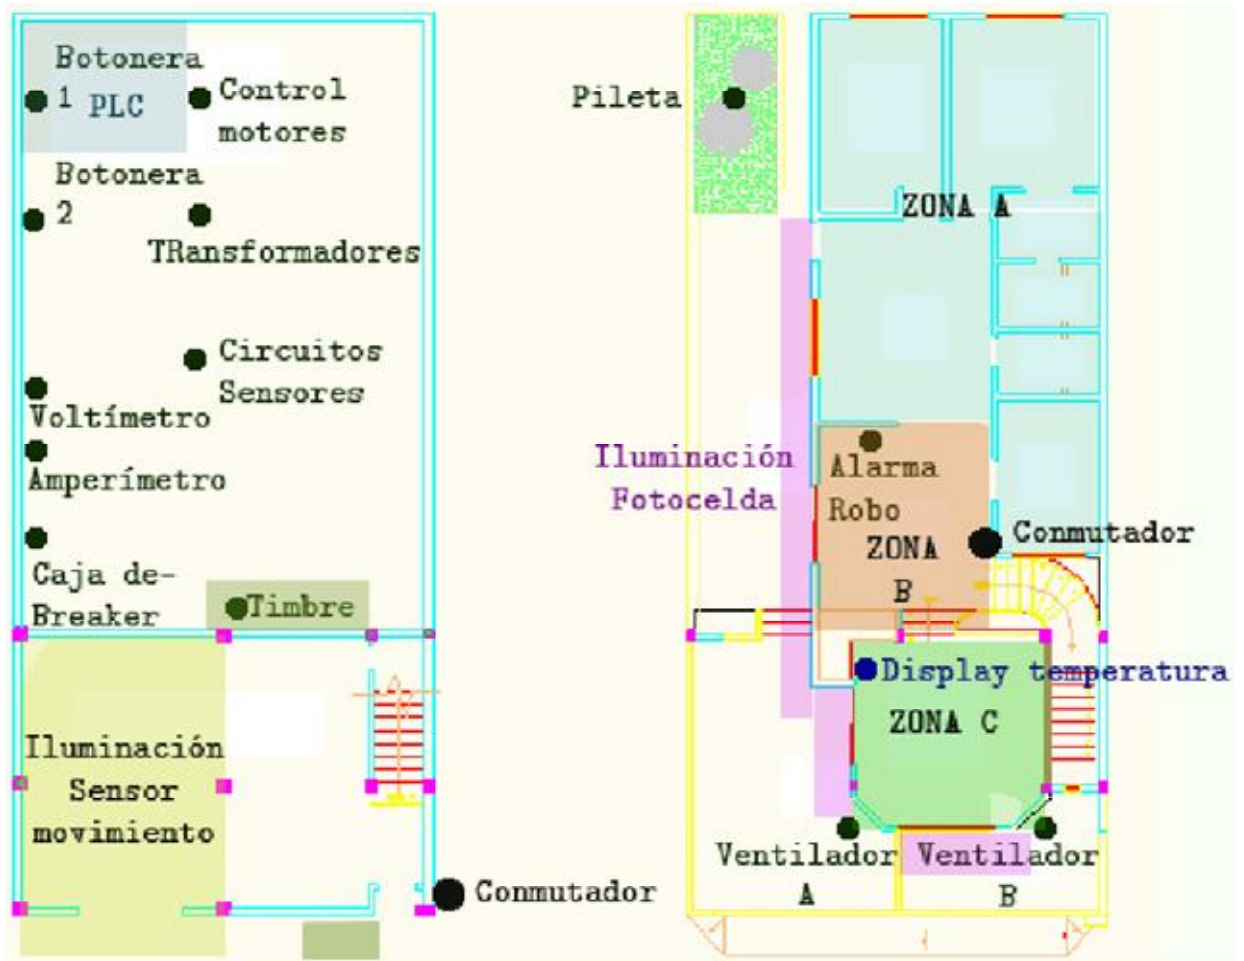 Botonera
1
PLC
Control
motores
Botonera
2
TRansformadores
Circuitos
Sensores
Voltímetro
Amperímetro
Caja de-
Breaker
Timbre
Iluminación
Sensor
movimiento
Conmutador
Pileta
ZONA A
Iluminación
Fotocelda
Alarma
Robo
ZONA
B
Conmutador
Display temperatura
ZONA C
Ventilador
A
Ventilador
B